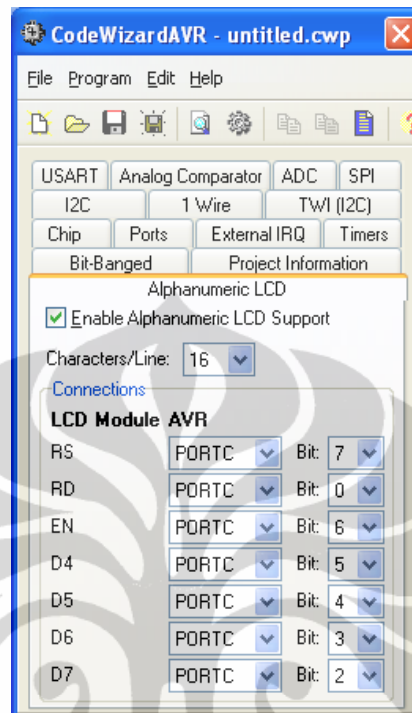 CodeWizardAVR - untitled.cwp
File Program Edit Help
USART Analog Comparator ADC SPI
I2C 1 Wire TWI (I2C)
Chip Ports External IRQ Timers
Bit-Banged Project Information
Alphanumeric LCD
Enable Alphanumeric LCD Support
Characters/Line: 16
Connections
LCD Module AVR
RS PORTC Bit: 7
RD PORTC Bit: 0
EN PORTC Bit: 6
D4 PORTC Bit: 5
D5 PORTC Bit: 4
D6 PORTC Bit: 3
D7 PORTC Bit: 2